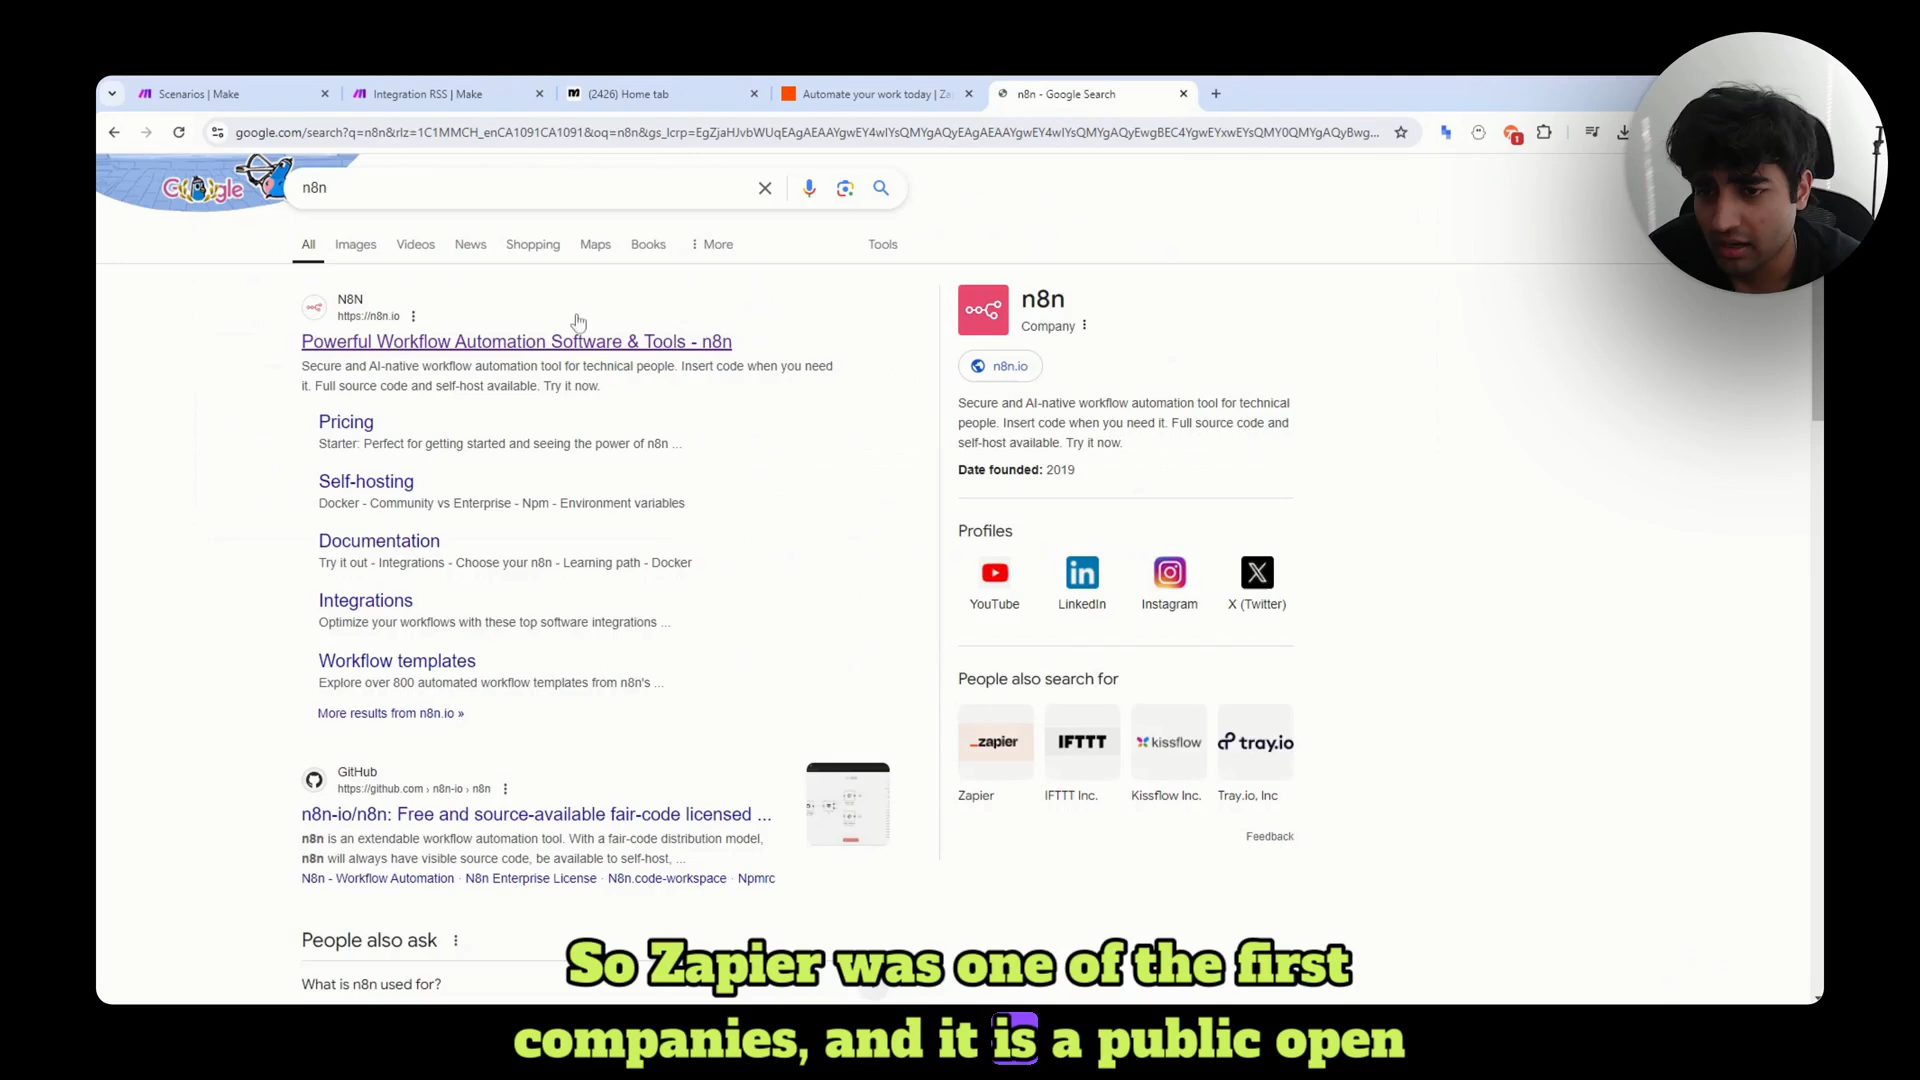 Scenarios | Make
Integration RSS | Make
(2426) Home tab
Automate your work today | Za
n8n - Google Search
google.com/search?q=n8n&rlz=1C1MMCH_enCA1091CA1091&oq=n8n&gs_lcrp=EgZjaHJvbWUqEAgAEAAYgwEY4wIYsQMYgAQyEAgAEAAYgwEY4wIYsQMYgAQyEwgBEC4YgwEYxwEYsQMY0QMYgAQyBwg...
1
Google
n8n
All
Images
Videos
News
Shopping
Maps
Books
More
Tools
N8N
https://n8n.io
Powerful Workflow Automation Software & Tools - n8n
Secure and AI-native workflow automation tool for technical people. Insert code when you need
it. Full source code and self-host available. Try it now.
Pricing
Starter: Perfect for getting started and seeing the power of n8n ...
Self-hosting
Docker - Community vs Enterprise - Npm - Environment variables
Documentation
Try it out - Integrations - Choose your n8n - Learning path - Docker
Integrations
Optimize your workflows with these top software integrations ...
Workflow templates
Explore over 800 automated workflow templates from n8n's ...
More results from n8n.io »
GitHub
https://github.com › n8n-io › n8n
n8n-io/n8n: Free and source-available fair-code licensed ...
n8n is an extendable workflow automation tool. With a fair-code distribution model,
n8n will always have visible source code, be available to self-host, ...
N8n - Workflow Automation · N8n Enterprise License · N8n.code-workspace · Npmrc
People also ask
What is n8n used for?
n8n
Company
n8n.io
Secure and AI-native workflow automation tool for technical
people. Insert code when you need it. Full source code and
self-host available. Try it now.
Date founded: 2019
Profiles
YouTube
LinkedIn
Instagram
X (Twitter)
People also search for
_zapier
IFTTT
kissflow
tray.io
Zapier
IFTTT Inc.
Kissflow Inc.
Tray.io, Inc
Feedback
So Zapier was one of the first
companies, and it is a public open